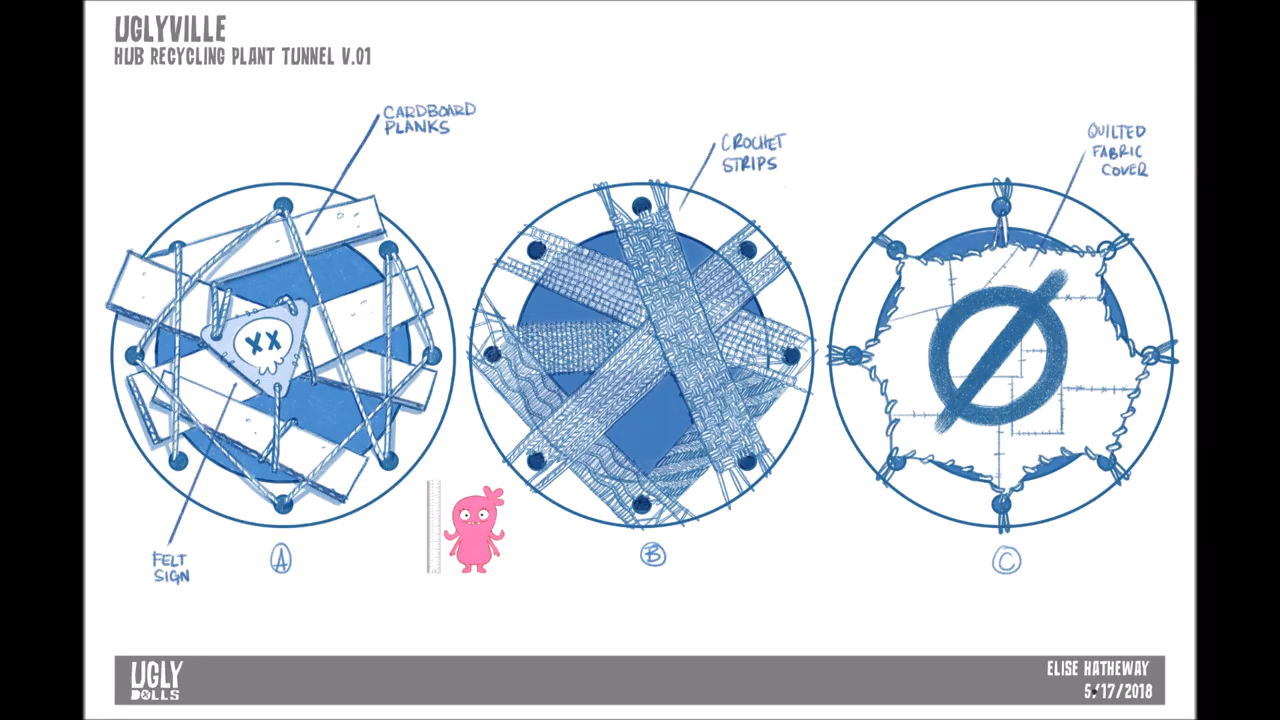 UGLYVILLE
HUB RECYCLING PLANT TUNNEL V.01
CARDBOARD
PLANKS
CROCHET
STRIPS
QUILTED
FABRIC
COVER
FELT
SIGN
A
B
C
UGLY
DOLLS
ELISE HATHEWAY
5/17/2018